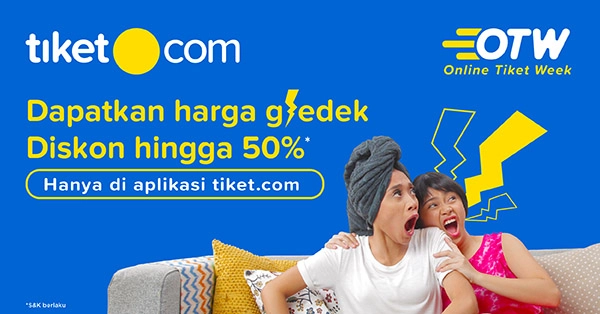 tiket.com
OTW
Online Tiket Week
Dapatkan harga gledek
Diskon hingga 50%*
Hanya di aplikasi tiket.com
*S&K berlaku